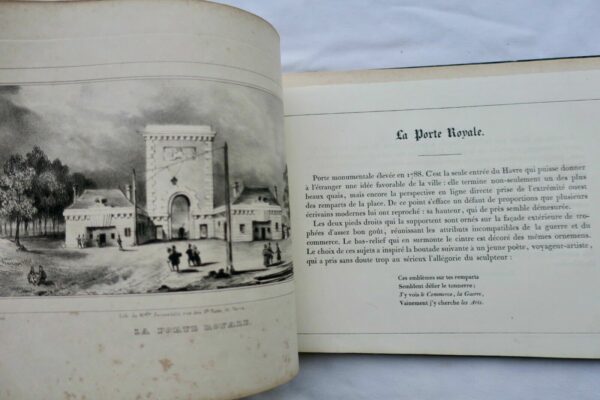 LA PORTE ROYALE.
La Porte Royale.
Porte monumentale élevée en 1788. C'est la seule entrée du Havre qui puisse donner
à l'étranger une idée favorable de la ville : elle termine non-seulement un des plus
beaux quais, mais encore la perspective en ligne directe prise de l'extrémité ouest
des remparts de la place. De ce point s'efface un défaut de proportions que plusieurs
écrivains modernes lui ont reproché : sa hauteur, qui de près semble démesurée.
Les deux pieds droits qui la supportent sont ornés sur la façade extérieure de tro-
phées d'assez bon goût, réunissant les attributs incompatibles de la guerre et du
commerce. Le bas-relief qui en surmonte le cintre est décoré des mêmes ornemens.
Le choix de ces sujets a inspiré la boutade suivante à un jeune poète, voyageur-artiste,
qui a pris sans doute trop au sérieux l'allégorie du sculpteur :
Ces emblèmes sur tes remparts
Semblent défier le tonnerre ;
J'y vois le Commerce, la Guerre,
Vainement j'y cherche les Arts.